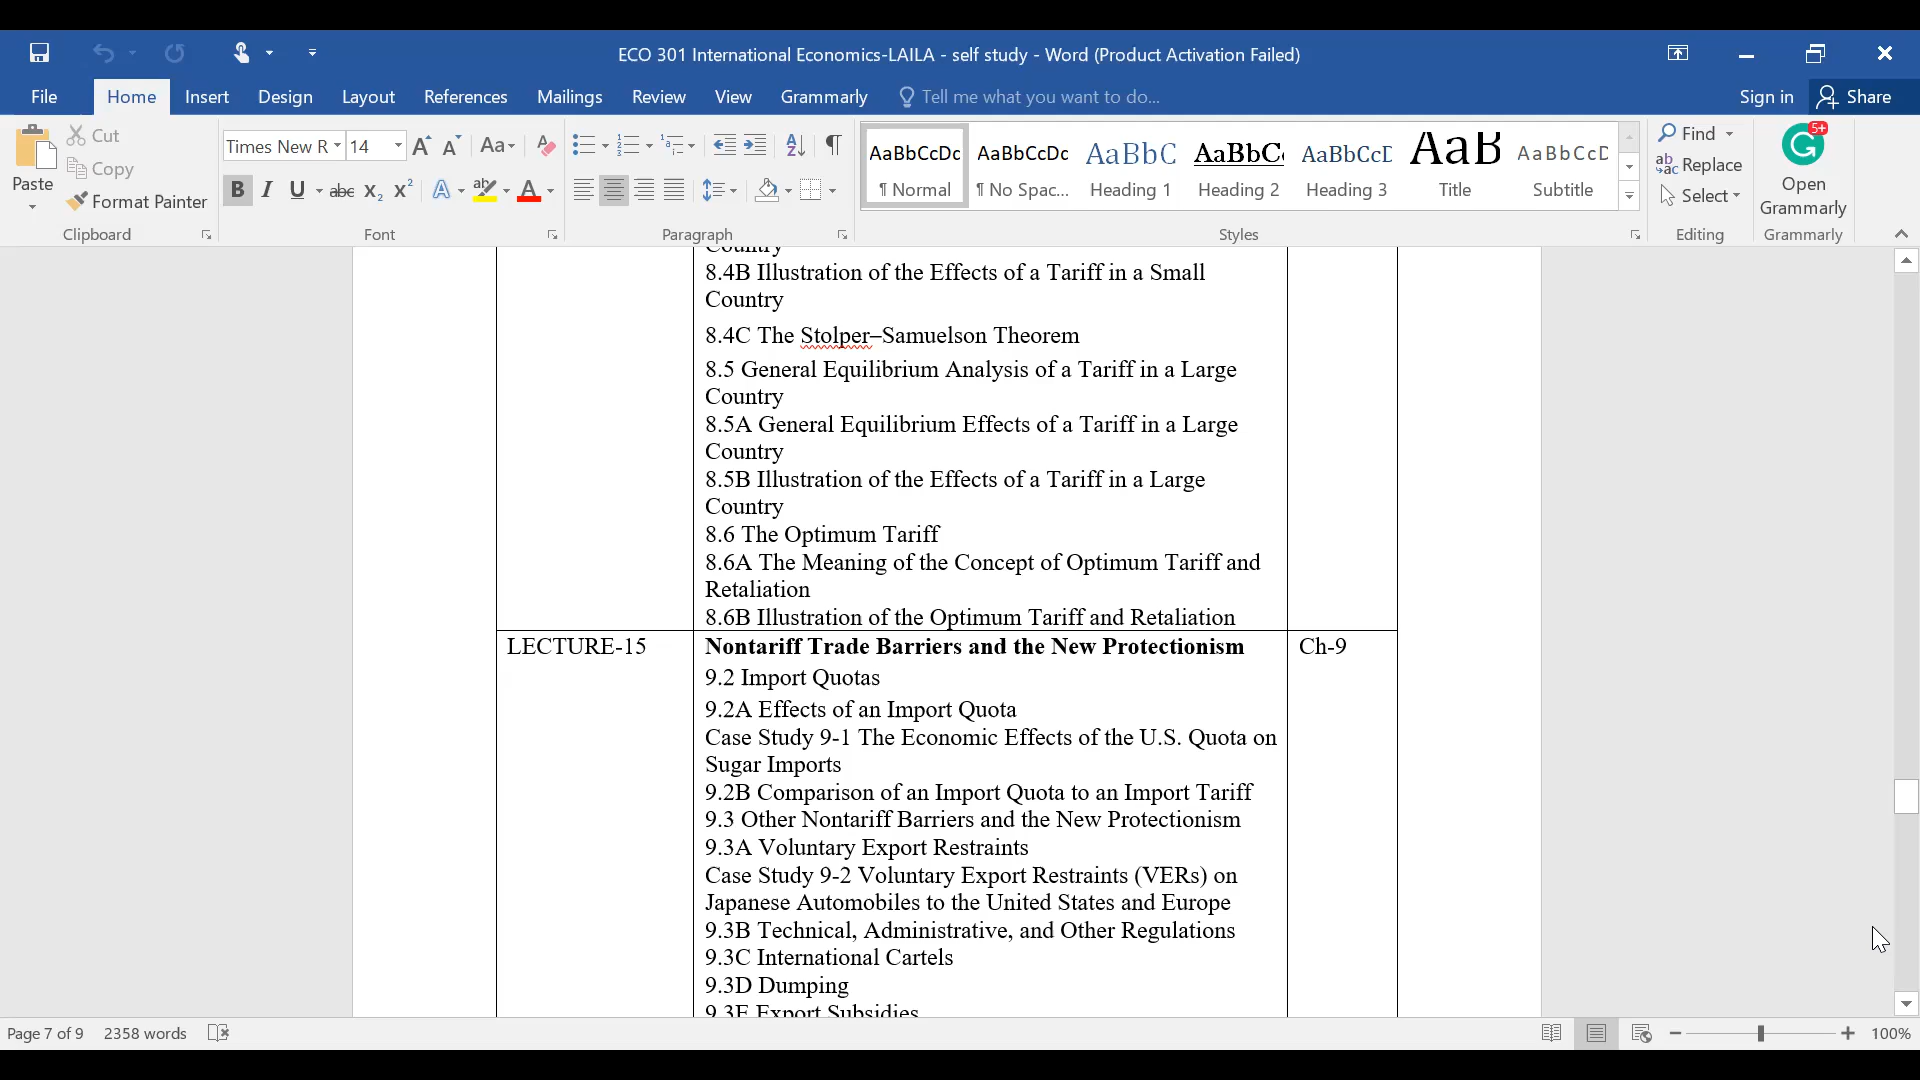 ECO 301 International Economics-LAILA - self study - Word (Product Activation Failed)
File Home Insert Design Layout References Mailings Review View Grammarly Tell me what you want to do... Sign in Share
Paste
Cut
Copy
Format Painter
Clipboard
Times New R 14
Font
Paragraph
AaBbCcDc AaBbCcDc AaBbC AaBbC AaBbCcD AaB AaBbCcD
¶ Normal ¶ No Spac... Heading 1 Heading 2 Heading 3 Title Subtitle
Styles
Find
Replace
Select
Editing
5+
Open
Grammarly
Grammarly
Country
8.4B Illustration of the Effects of a Tariff in a Small
Country
8.4C The Stolper–Samuelson Theorem
8.5 General Equilibrium Analysis of a Tariff in a Large
Country
8.5A General Equilibrium Effects of a Tariff in a Large
Country
8.5B Illustration of the Effects of a Tariff in a Large
Country
8.6 The Optimum Tariff
8.6A The Meaning of the Concept of Optimum Tariff and
Retaliation
8.6B Illustration of the Optimum Tariff and Retaliation
LECTURE-15 Nontariff Trade Barriers and the New Protectionism Ch-9
9.2 Import Quotas
9.2A Effects of an Import Quota
Case Study 9-1 The Economic Effects of the U.S. Quota on
Sugar Imports
9.2B Comparison of an Import Quota to an Import Tariff
9.3 Other Nontariff Barriers and the New Protectionism
9.3A Voluntary Export Restraints
Case Study 9-2 Voluntary Export Restraints (VERs) on
Japanese Automobiles to the United States and Europe
9.3B Technical, Administrative, and Other Regulations
9.3C International Cartels
9.3D Dumping
9.3E Export Subsidies
Page 7 of 9 2358 words 100%